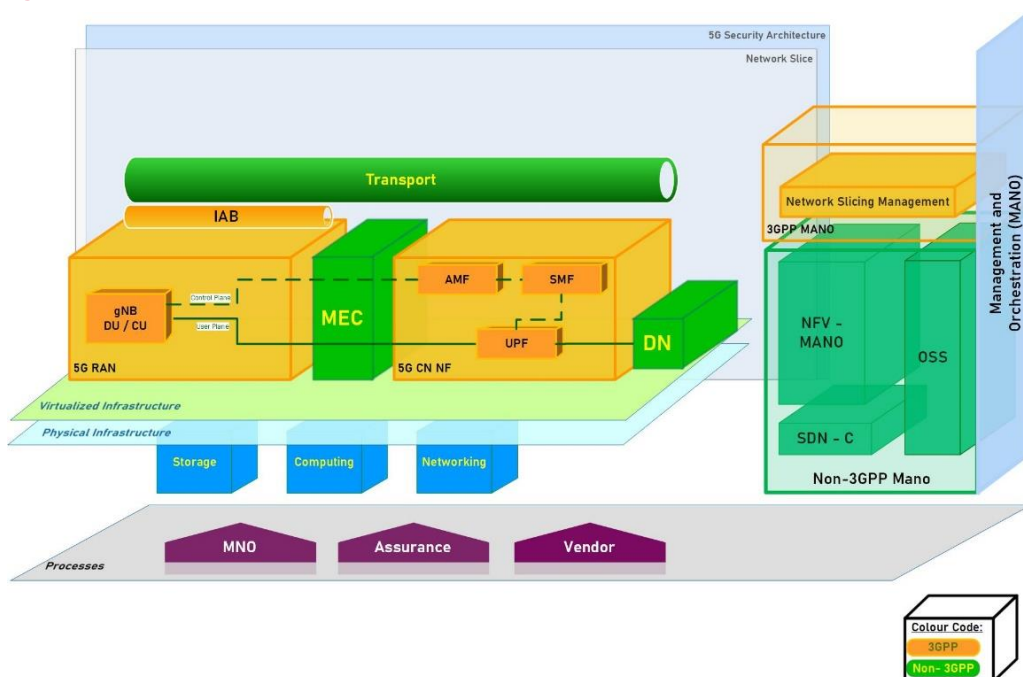 5G Security Architecture
Network Slice
Transport
IAB
gNB
DU / CU
Control Plane
User Plane
5G RAN
MEC
AMF
SMF
UPF
5G CN NF
DN
Network Slicing Management
3GPP MANO
NFV -
MANO
OSS
SDN - C
Non-3GPP Mano
Management and
Orchestration (MANO)
Virtualized Infrastructure
Physical Infrastructure
Storage
Computing
Networking
MNO
Assurance
Vendor
Processes
Colour Code:
3GPP
Non- 3GPP